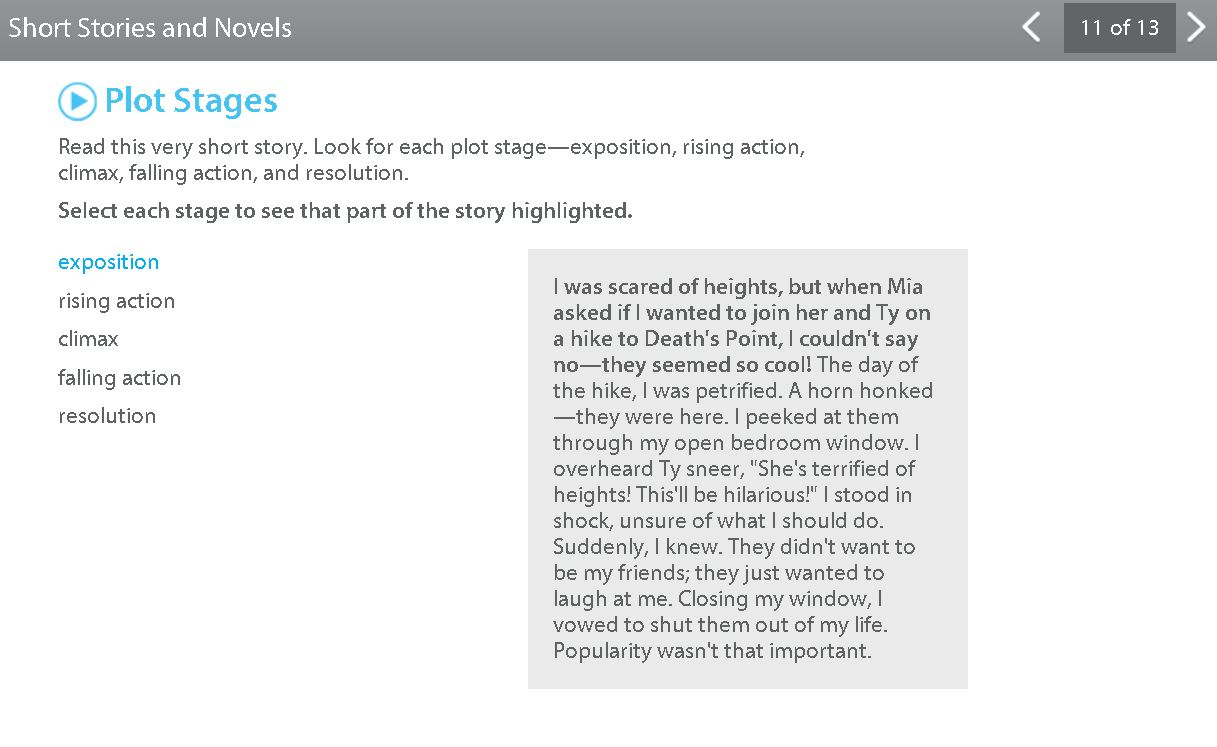 Short Stories and Novels
11 of 13
Plot Stages
Read this very short story. Look for each plot stage—exposition, rising action,
climax, falling action, and resolution.
Select each stage to see that part of the story highlighted.
exposition
rising action
climax
falling action
resolution
I was scared of heights, but when Mia
asked if I wanted to join her and Ty on
a hike to Death's Point, I couldn't say
no—they seemed so cool! The day of
the hike, I was petrified. A horn honked
—they were here. I peeked at them
through my open bedroom window. I
overheard Ty sneer, "She's terrified of
heights! This'll be hilarious!" I stood in
shock, unsure of what I should do.
Suddenly, I knew. They didn't want to
be my friends; they just wanted to
laugh at me. Closing my window, I
vowed to shut them out of my life.
Popularity wasn't that important.